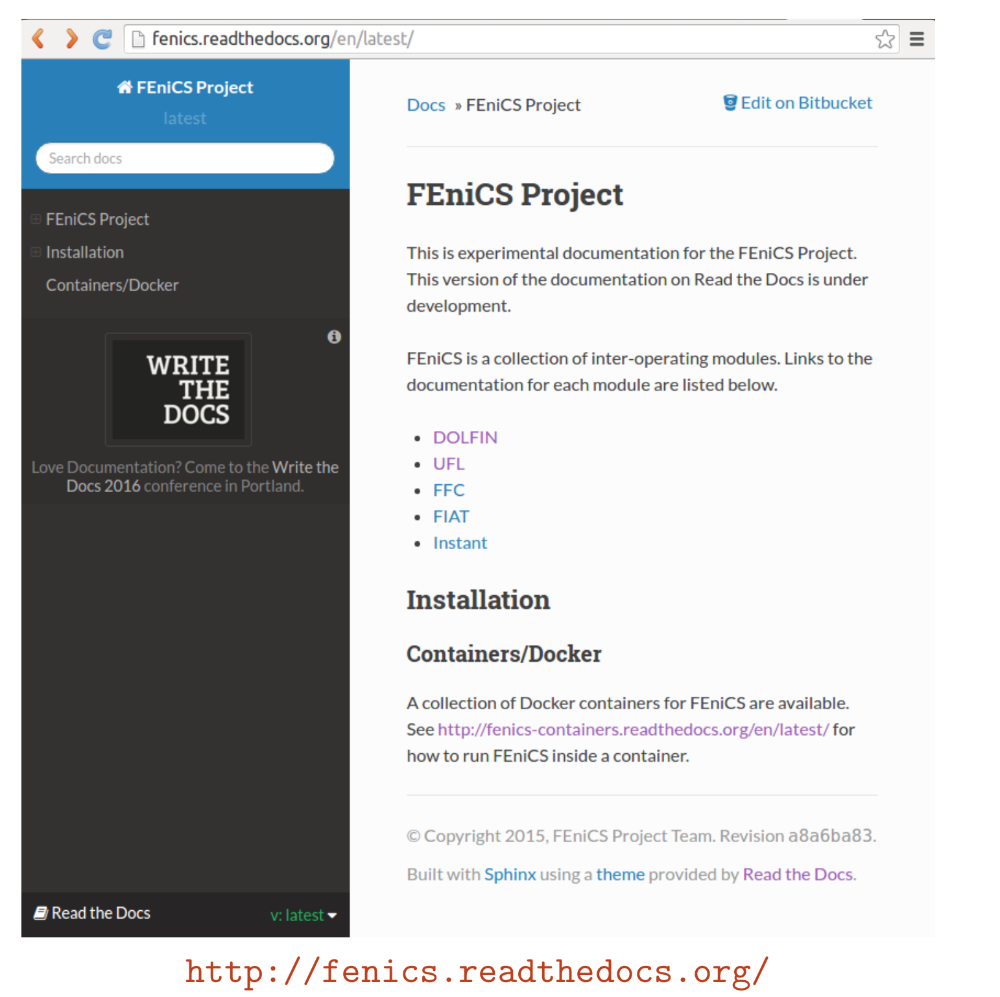 fenics.readthedocs.org/en/latest/
FEniCS Project
latest
Search docs
FEniCS Project
Installation
Containers/Docker
WRITE
THE
DOCS
Love Documentation? Come to the Write the
Docs 2016 conference in Portland.
Read the Docs
v: latest
Docs » FEniCS Project
Edit on Bitbucket
FEniCS Project
This is experimental documentation for the FEniCS Project.
This version of the documentation on Read the Docs is under
development.
FEniCS is a collection of inter-operating modules. Links to the
documentation for each module are listed below.
• DOLFIN
• UFL
• FFC
• FIAT
• Instant
Installation
Containers/Docker
A collection of Docker containers for FEniCS are available.
See http://fenics-containers.readthedocs.org/en/latest/ for
how to run FEniCS inside a container.
© Copyright 2015, FEniCS Project Team. Revision a8a6ba83.
Built with Sphinx using a theme provided by Read the Docs.
http://fenics.readthedocs.org/